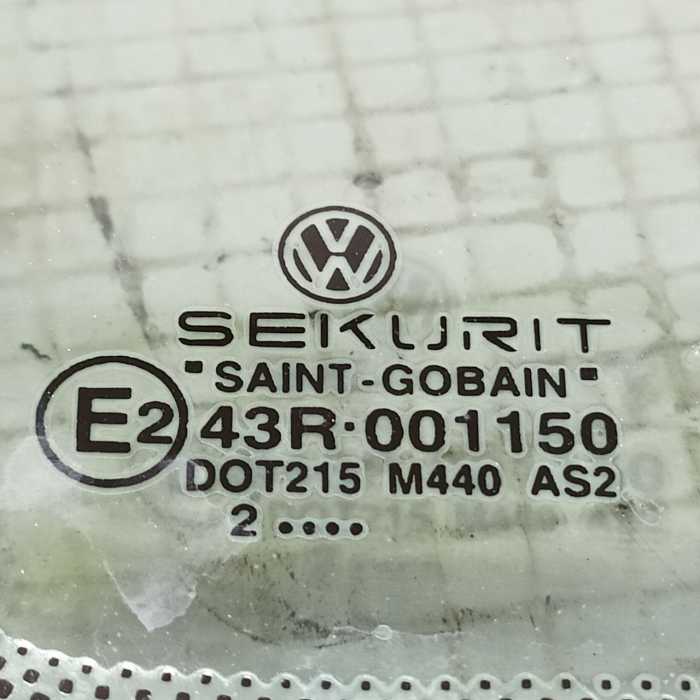 SEKURIT
"SAINT-GOBAIN"
E2 43R·001150
DOT215 M440 AS2
2 ••••